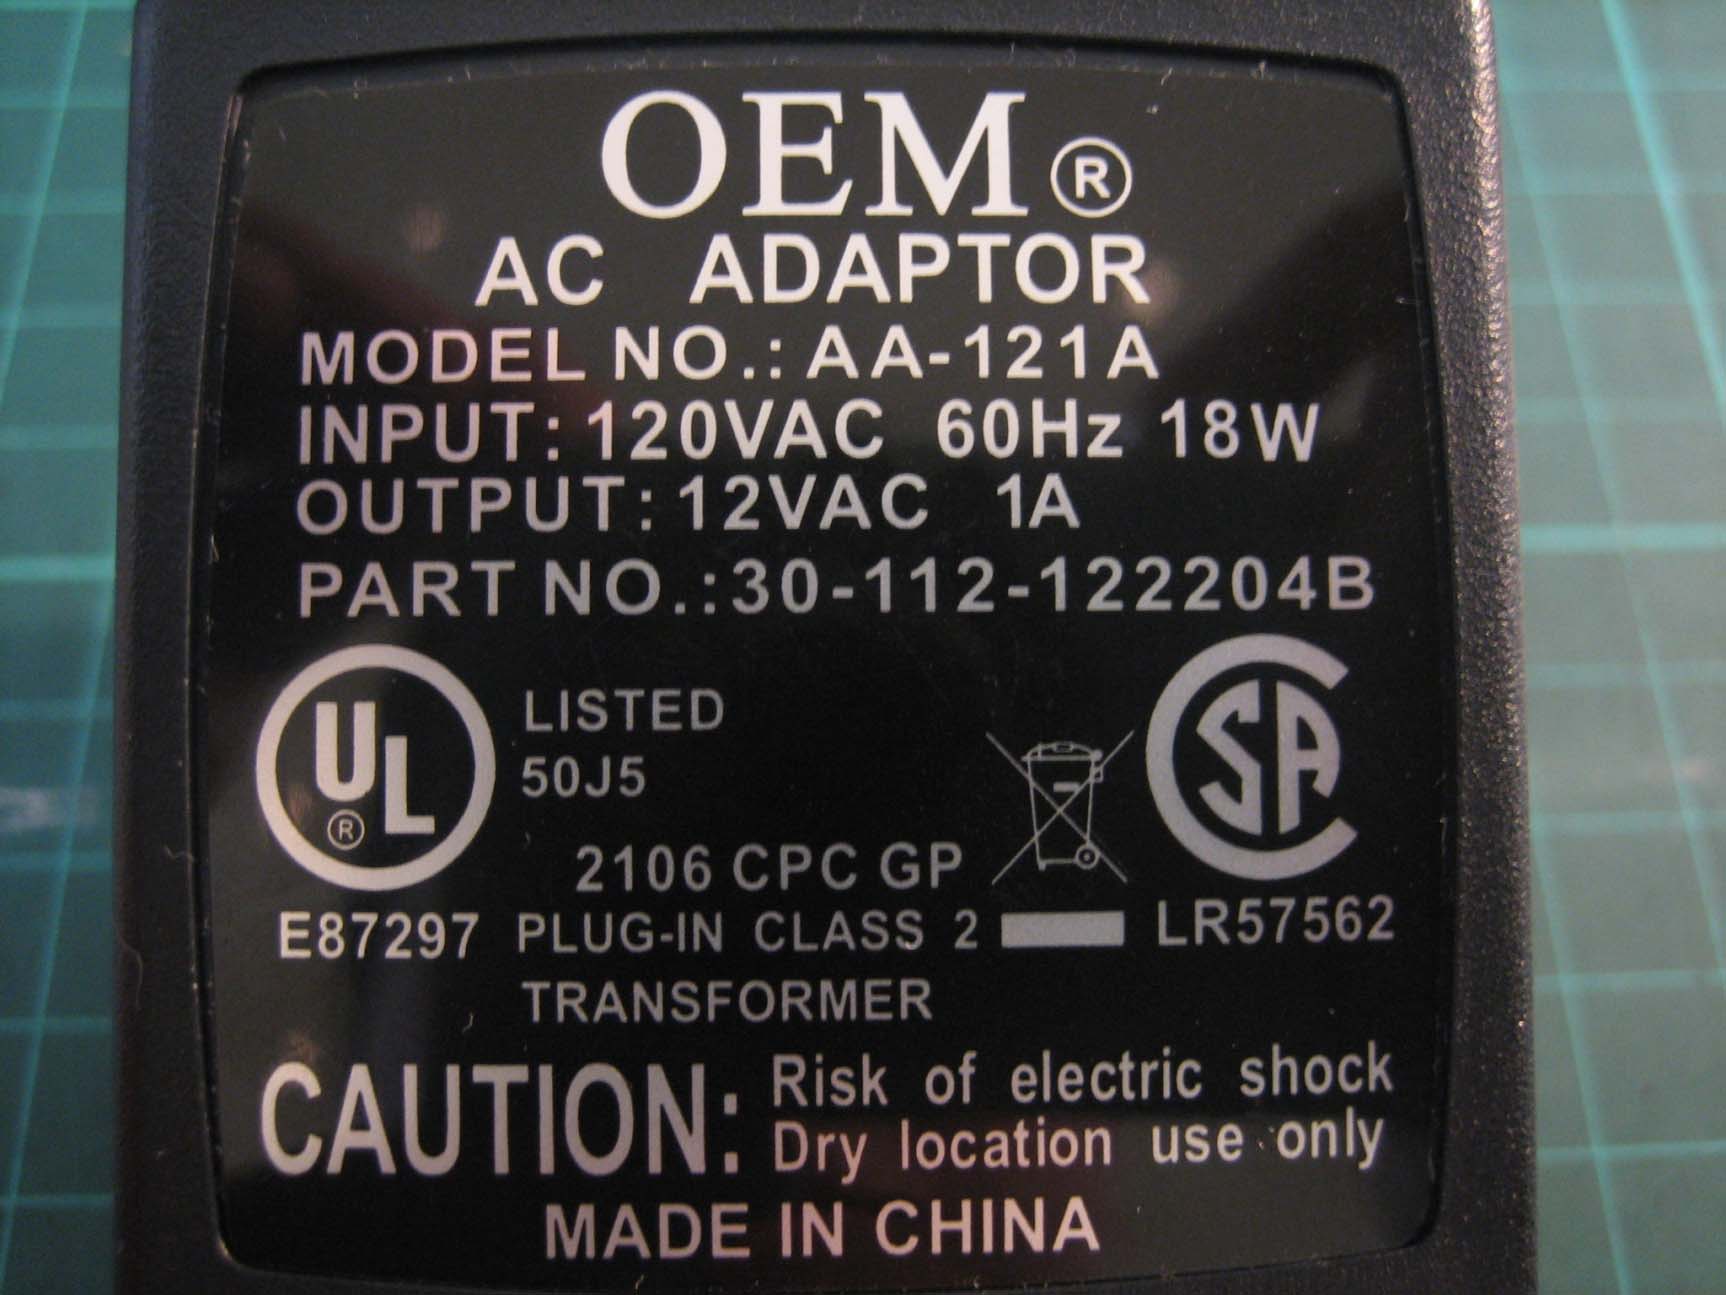 OEM®
AC ADAPTOR
MODEL NO.: AA-121A
INPUT: 120VAC 60Hz 18W
OUTPUT: 12VAC 1A
PART NO.:30-112-122204B
UL® LISTED
50J5
SA
2106 CPC GP
E87297 PLUG-IN CLASS 2 LR57562
TRANSFORMER
CAUTION: Risk of electric shock
Dry location use only
MADE IN CHINA